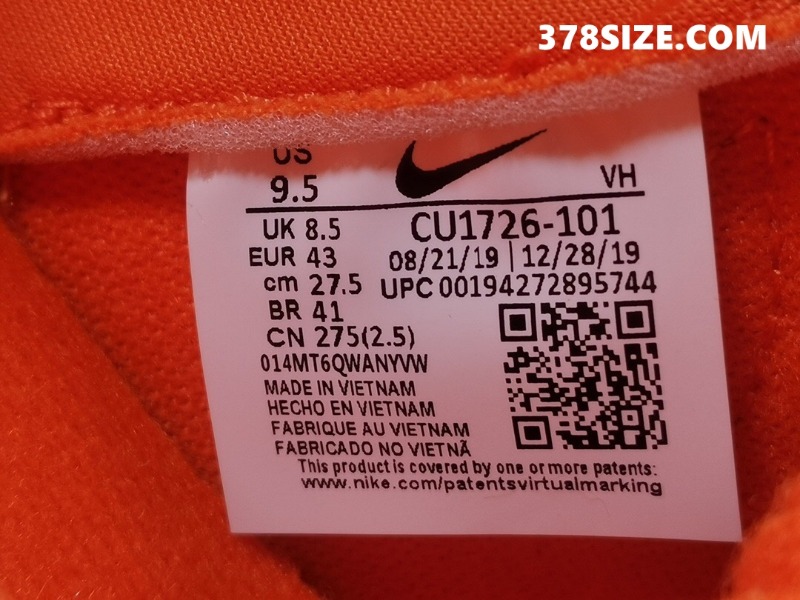 378SIZE.COM
US
9.5
VH
UK 8.5
CU1726-101
EUR 43
08/21/19 | 12/28/19
cm 27.5
UPC 00194272895744
BR 41
CN 275(2.5)
014MT6QWANYVW
MADE IN VIETNAM
HECHO EN VIETNAM
FABRIQUE AU VIETNAM
FABRICADO NO VIETNÃ
This product is covered by one or more patents:
www.nike.com/patentsvirtualmarking